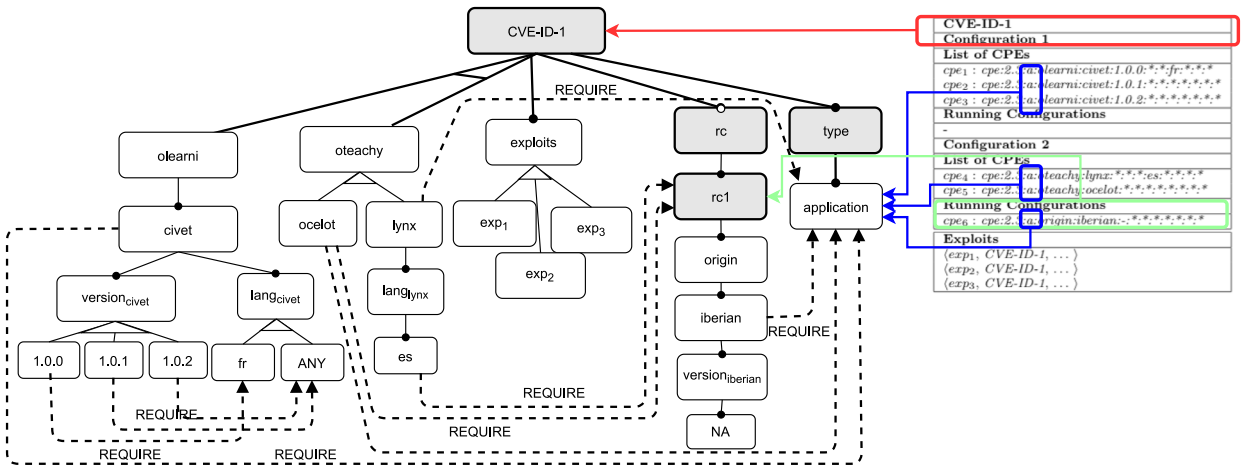 CVE-ID-1
REQUIRE
rc
type
olearni
oteachy
exploits
rc1
application
ocelot
lynx
exp1
exp2
exp3
civet
origin
versioncivet
langcivet
langlynx
iberian
REQUIRE
1.0.0
1.0.1
1.0.2
fr
ANY
es
versioniberian
NA
REQUIRE
REQUIRE
REQUIRE
REQUIRE
REQUIRE
REQUIRE
CVE-ID-1
Configuration 1
List of CPEs
cpe1 : cpe:2.3:a:olearni:civet:1.0.0:*:*:fr:*:*:*
cpe2 : cpe:2.3:a:olearni:civet:1.0.1:*:*:*:*:*:*
cpe3 : cpe:2.3:a:olearni:civet:1.0.2:*:*:*:*:*:*
Running Configurations
-
Configuration 2
List of CPEs
cpe4 : cpe:2.3:a:oteachy:lynx:*:*:*:es:*:*:*:*
cpe5 : cpe:2.3:a:oteachy:ocelot:*:*:*:*:*:*:*:*
Running Configurations
cpe6 : cpe:2.3:a:origin:iberian:-:*:*:*:*:*:*:*
Exploits
⟨exp1, CVE-ID-1, ... ⟩
⟨exp2, CVE-ID-1, ... ⟩
⟨exp3, CVE-ID-1, ... ⟩